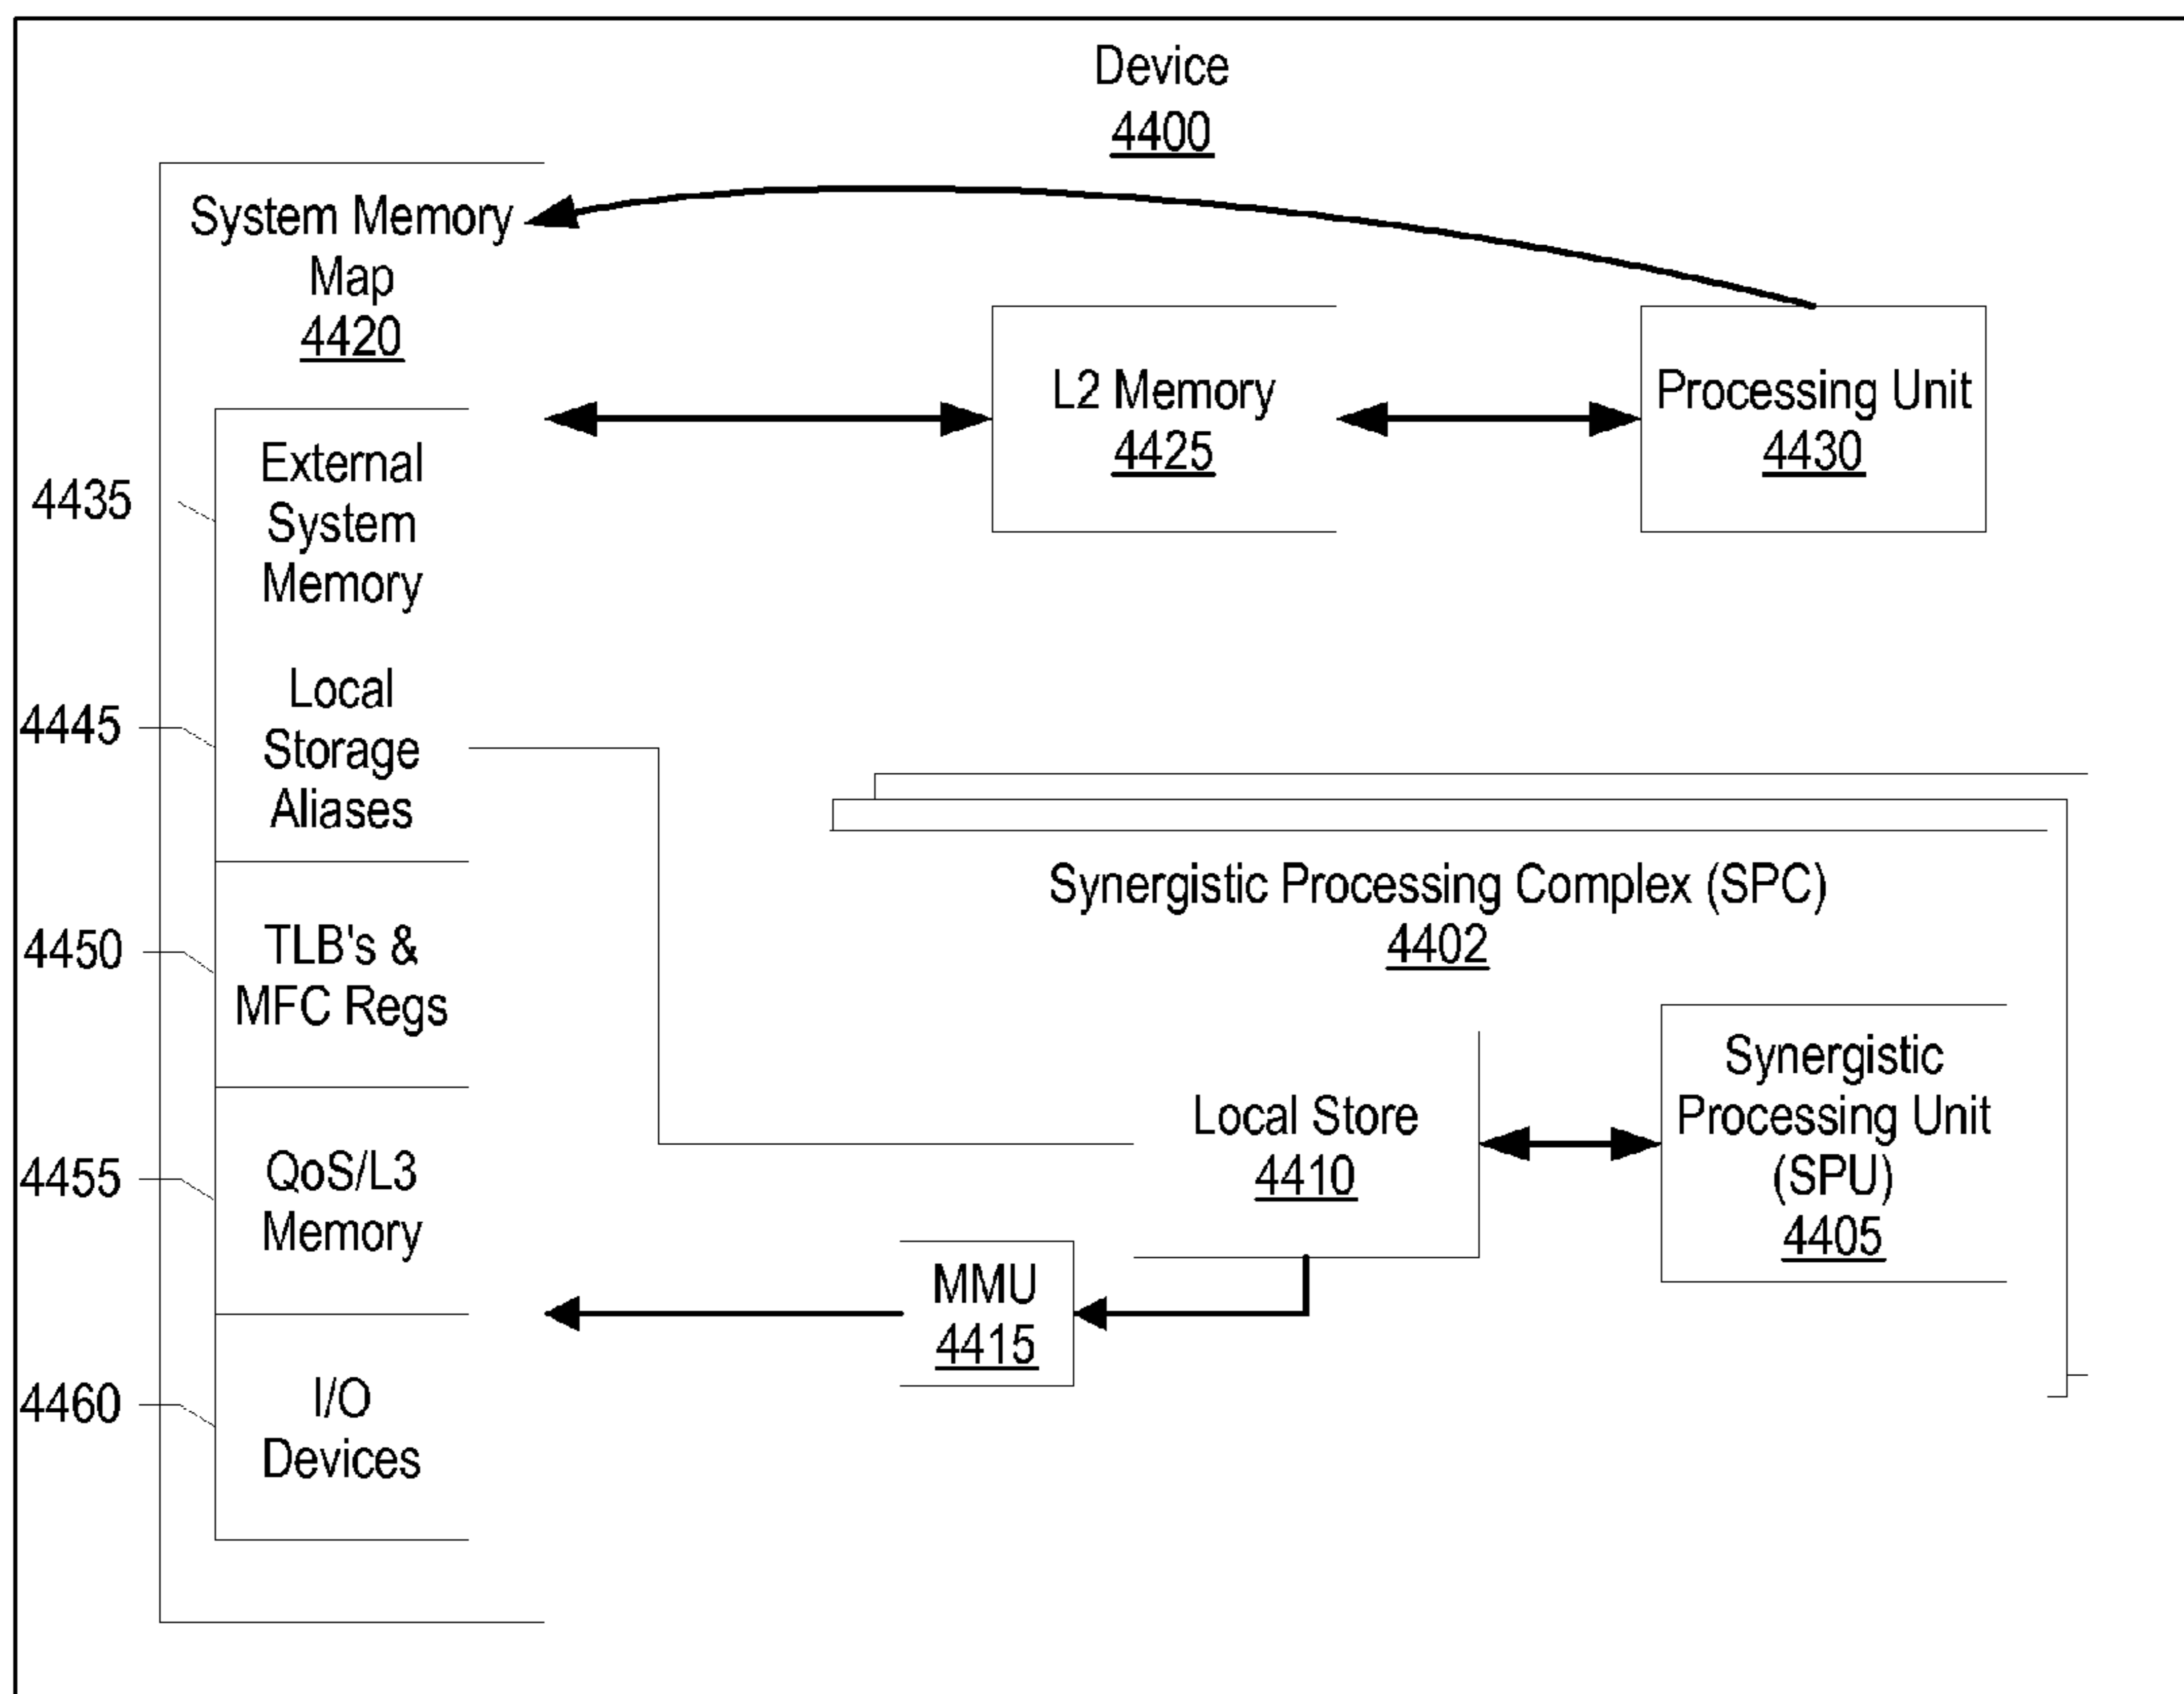 Device
4400
System Memory
Map
4420
L2 Memory
4425
Processing Unit
4430
4435
External
System
Memory
4445
Local
Storage
Aliases
4450
TLB's &
MFC Regs
4455
QoS/L3
Memory
4460
I/O
Devices
Synergistic Processing Complex (SPC)
4402
Local Store
4410
Synergistic
Processing Unit
(SPU)
4405
MMU
4415